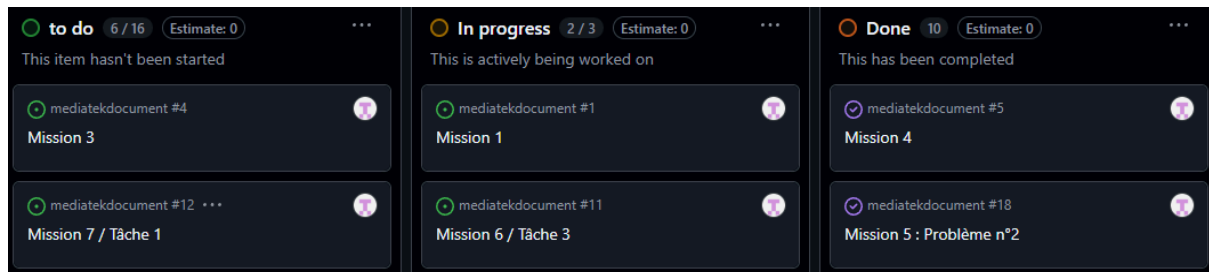 to do 6 / 16 Estimate: 0 ...
This item hasn't been started
mediatekdocument #4
Mission 3
mediatekdocument #12 ...
Mission 7 / Tâche 1
In progress 2 / 3 Estimate: 0 ...
This is actively being worked on
mediatekdocument #1
Mission 1
mediatekdocument #11
Mission 6 / Tâche 3
Done 10 Estimate: 0 ...
This has been completed
mediatekdocument #5
Mission 4
mediatekdocument #18
Mission 5 : Problème n°2